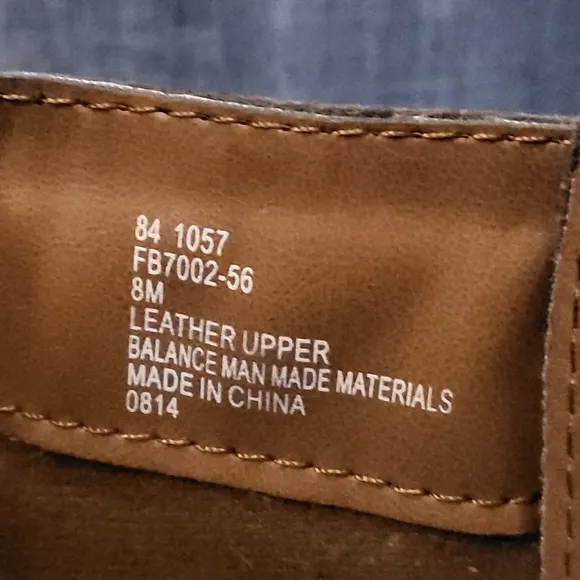 84 1057
FB7002-56
8M
LEATHER UPPER
BALANCE MAN MADE MATERIALS
MADE IN CHINA
0814